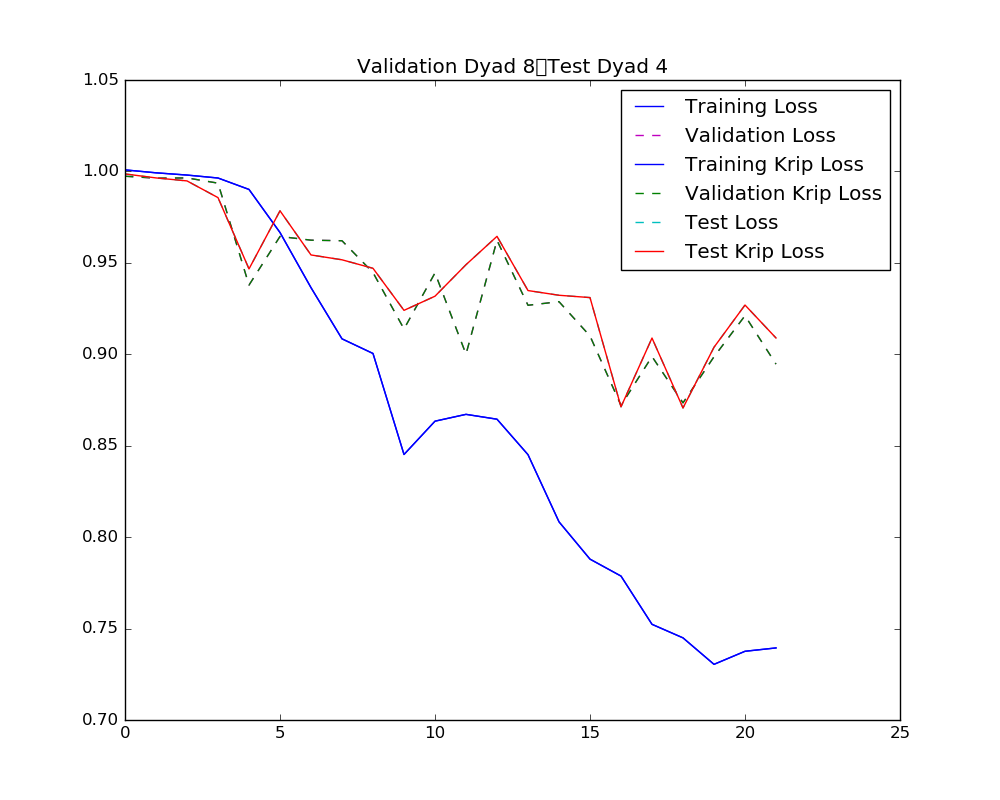 Validation Dyad 8▯Test Dyad 4
1.05
1.00
0.95
0.90
0.85
0.80
0.75
0.70
0
5
10
15
20
25
Training Loss
Validation Loss
Training Krip Loss
Validation Krip Loss
Test Loss
Test Krip Loss